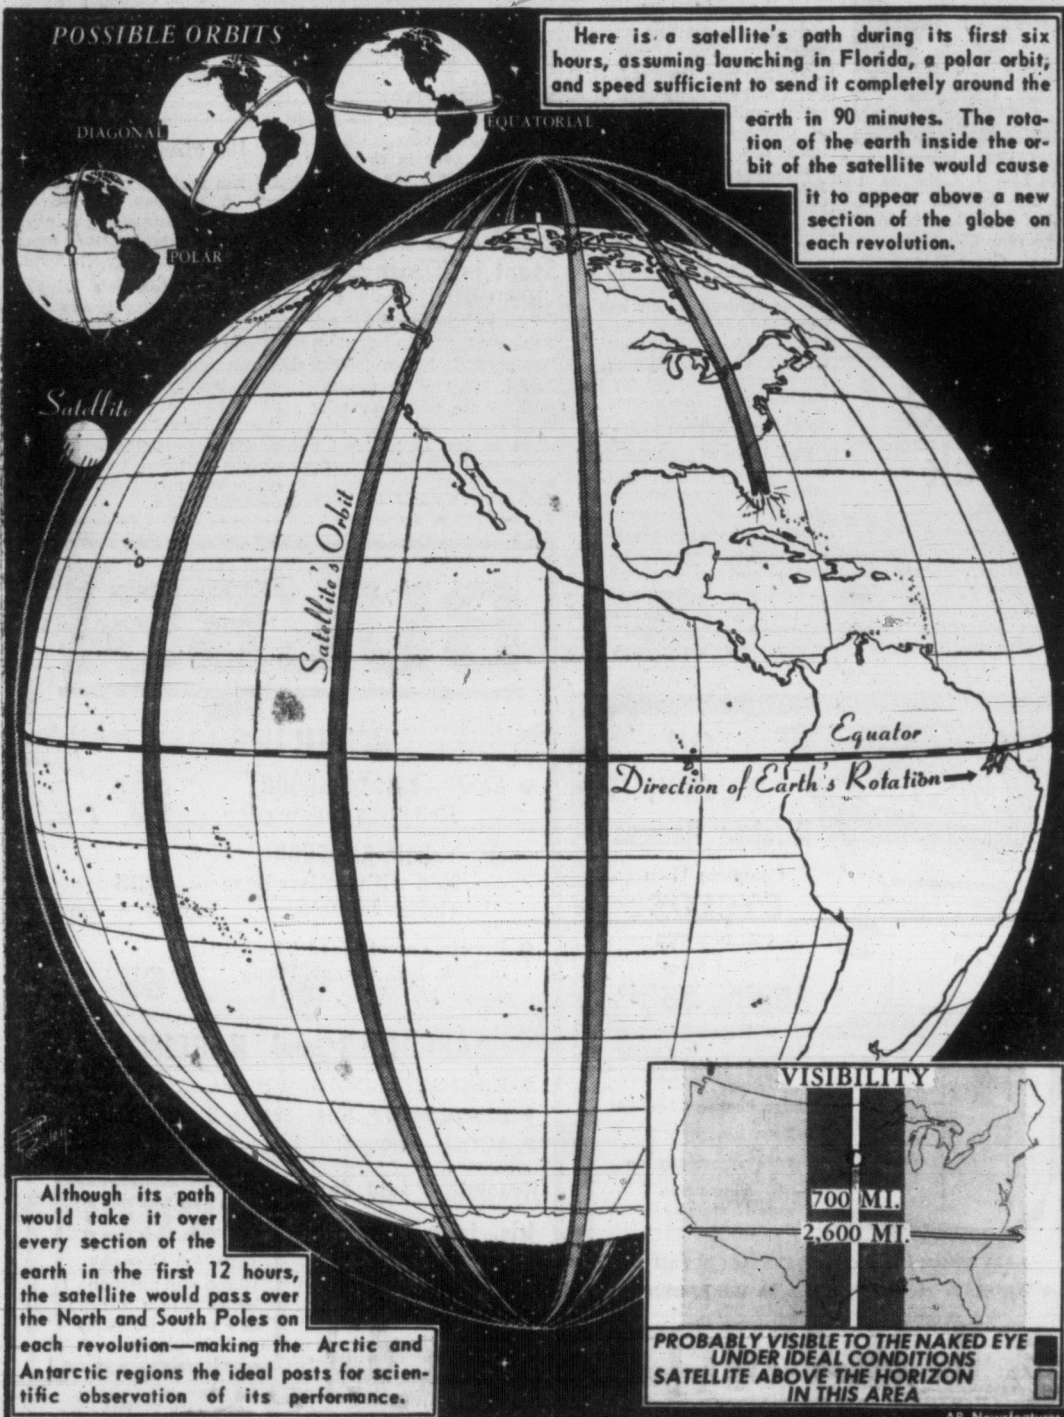 POSSIBLE ORBITS
DIAGONAL
EQUATORIAL
POLAR
Here is a satellite's path during its first six
hours, assuming launching in Florida, a polar orbit,
and speed sufficient to send it completely around the
earth in 90 minutes. The rota-
tion of the earth inside the or-
bit of the satellite would cause
it to appear above a new
section of the globe on
each revolution.
Satellite
Satellite's Orbit
Equator
Direction of Earth's Rotation
Although its path
would take it over
every section of the
earth in the first 12 hours,
the satellite would pass over
the North and South Poles on
each revolution—making the Arctic and
Antarctic regions the ideal posts for scien-
tific observation of its performance.
VISIBILITY
700 MI.
2,600 MI.
PROBABLY VISIBLE TO THE NAKED EYE
UNDER IDEAL CONDITIONS
SATELLITE ABOVE THE HORIZON
IN THIS AREA